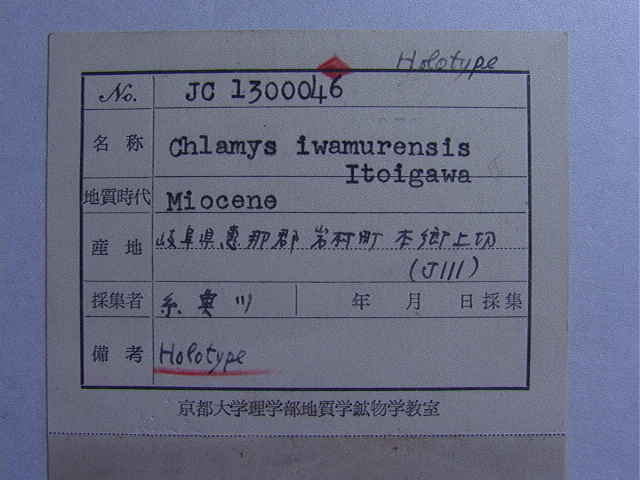 Holotype
No. JC 1300046
名称 Chlamys iwamurensis
Itoigawa
地質時代 Miocene
産地 岐阜県恵那郡岩村町本郷上切
(J111)
採集者 糸魚川 年 月 日採集
備考 Holotype
京都大学理学部地質学鉱物学教室